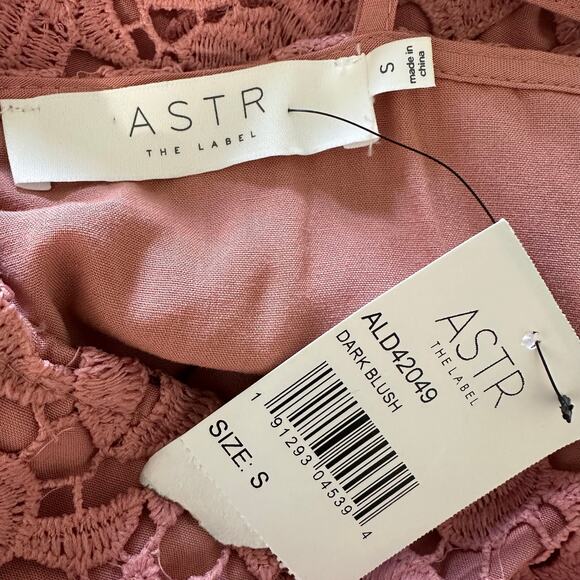 ASTR
THE LABEL
S
made in
china
ASTR
THE LABEL
ALD42049
DARK BLUSH
1 91293 04539 4
SIZE: S